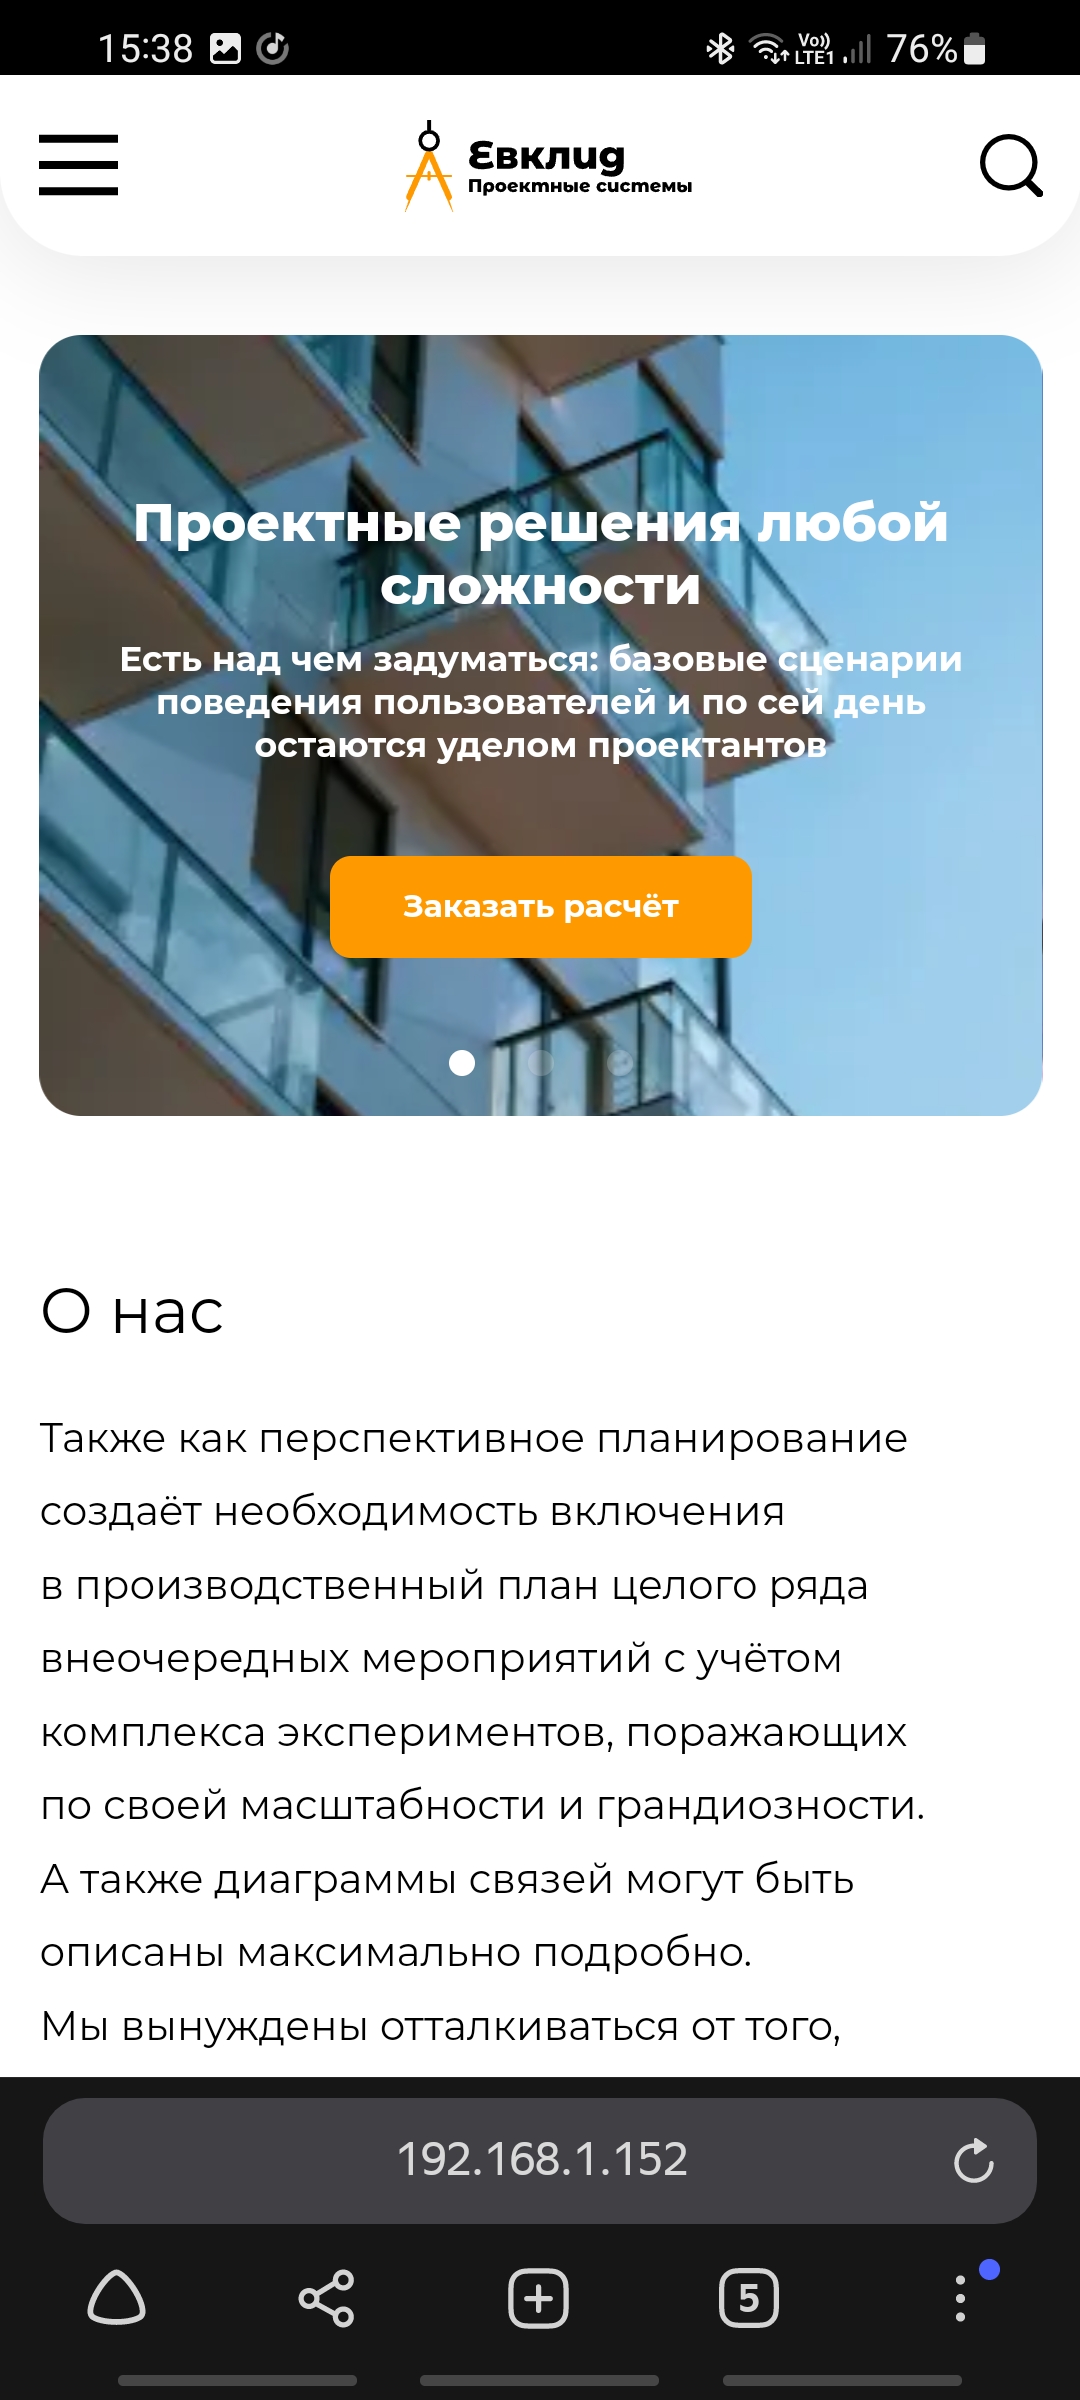 15:38
Vo)) LTE1 76%
Евклид
Проектные системы
Проектные решения любой
сложности
Есть над чем задуматься: базовые сценарии
поведения пользователей и по сей день
остаются уделом проектантов
Заказать расчёт
О нас
Также как перспективное планирование
создаёт необходимость включения
в производственный план целого ряда
внеочередных мероприятий с учётом
комплекса экспериментов, поражающих
по своей масштабности и грандиозности.
А также диаграммы связей могут быть
описаны максимально подробно.
Мы вынуждены отталкиваться от того,
192.168.1.152
5